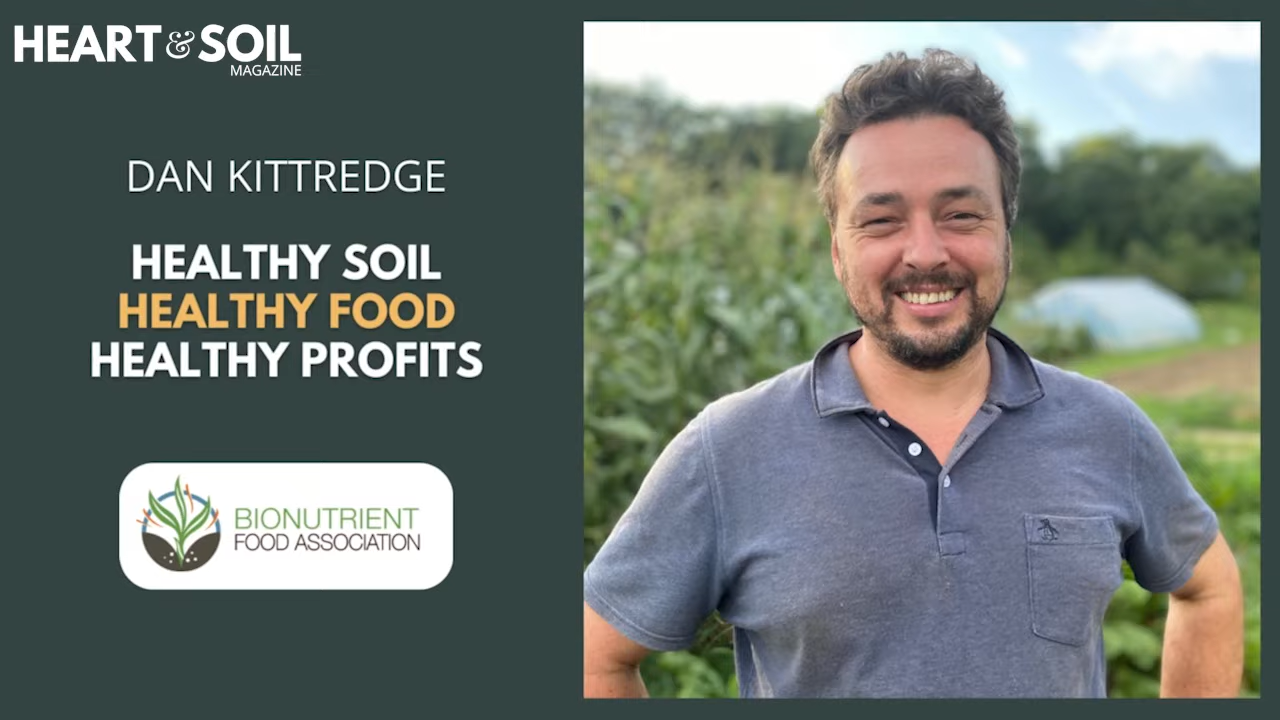 HEART & SOIL
MAGAZINE
DAN KITTREDGE
HEALTHY SOIL
HEALTHY FOOD
HEALTHY PROFITS
BIONUTRIENT
FOOD ASSOCIATION